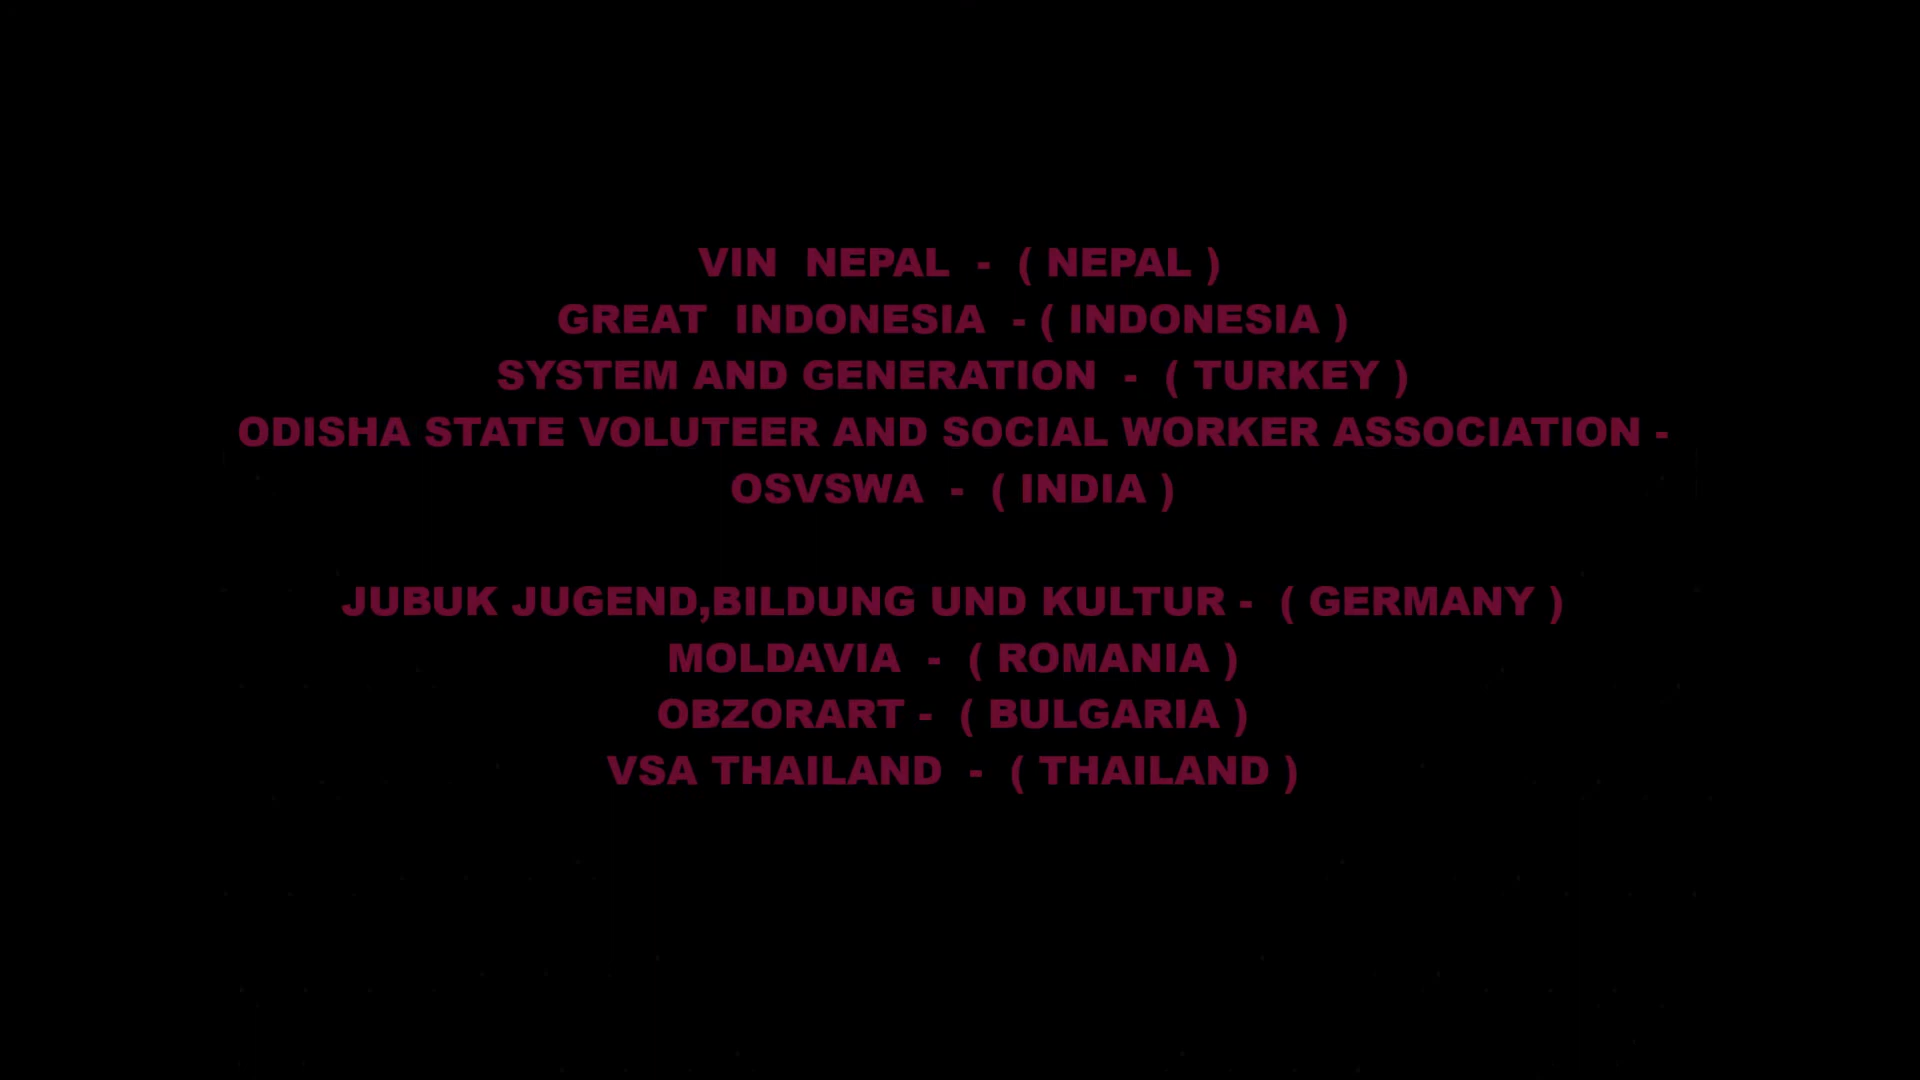 VIN NEPAL - ( NEPAL )
GREAT INDONESIA - ( INDONESIA )
SYSTEM AND GENERATION - ( TURKEY )
ODISHA STATE VOLUTEER AND SOCIAL WORKER ASSOCIATION -
OSVSWA - ( INDIA )
JUBUK JUGEND,BILDUNG UND KULTUR - ( GERMANY )
MOLDAVIA - ( ROMANIA )
OBZORART - ( BULGARIA )
VSA THAILAND - ( THAILAND )